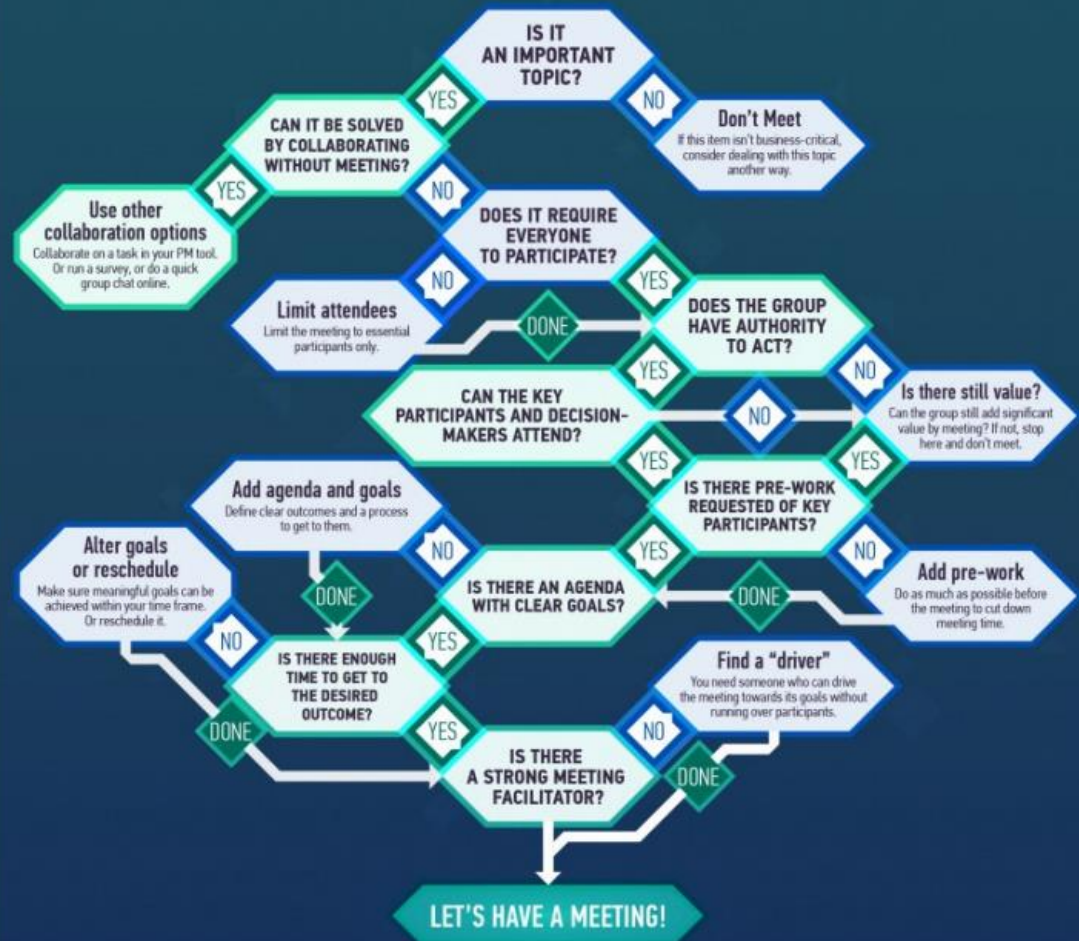 IS IT
AN IMPORTANT
TOPIC?
YES
NO
Don't Meet
If this item isn't business-critical,
consider dealing with this topic
another way.
CAN IT BE SOLVED
BY COLLABORATING
WITHOUT MEETING?
YES
NO
Use other
collaboration options
Collaborate on a task in your PM tool.
Or run a survey, or do a quick
group chat online.
DOES IT REQUIRE
EVERYONE
TO PARTICIPATE?
NO
YES
Limit attendees
Limit the meeting to essential
participants only.
DONE
DOES THE GROUP
HAVE AUTHORITY
TO ACT?
YES
NO
Is there still value?
Can the group still add significant
value by meeting? If not, stop
here and don't meet.
CAN THE KEY
PARTICIPANTS AND DECISION-
MAKERS ATTEND?
NO
YES
YES
IS THERE PRE-WORK
REQUESTED OF KEY
PARTICIPANTS?
YES
NO
Add pre-work
Do as much as possible before
the meeting to cut down
meeting time.
DONE
Add agenda and goals
Define clear outcomes and a process
to get to them.
NO
DONE
IS THERE AN AGENDA
WITH CLEAR GOALS?
YES
Alter goals
or reschedule
Make sure meaningful goals can be
achieved within your time frame.
Or reschedule it.
NO
IS THERE ENOUGH
TIME TO GET TO
THE DESIRED
OUTCOME?
DONE
YES
Find a "driver"
You need someone who can drive
the meeting towards its goals without
running over participants.
NO
DONE
IS THERE
A STRONG MEETING
FACILITATOR?
LET'S HAVE A MEETING!